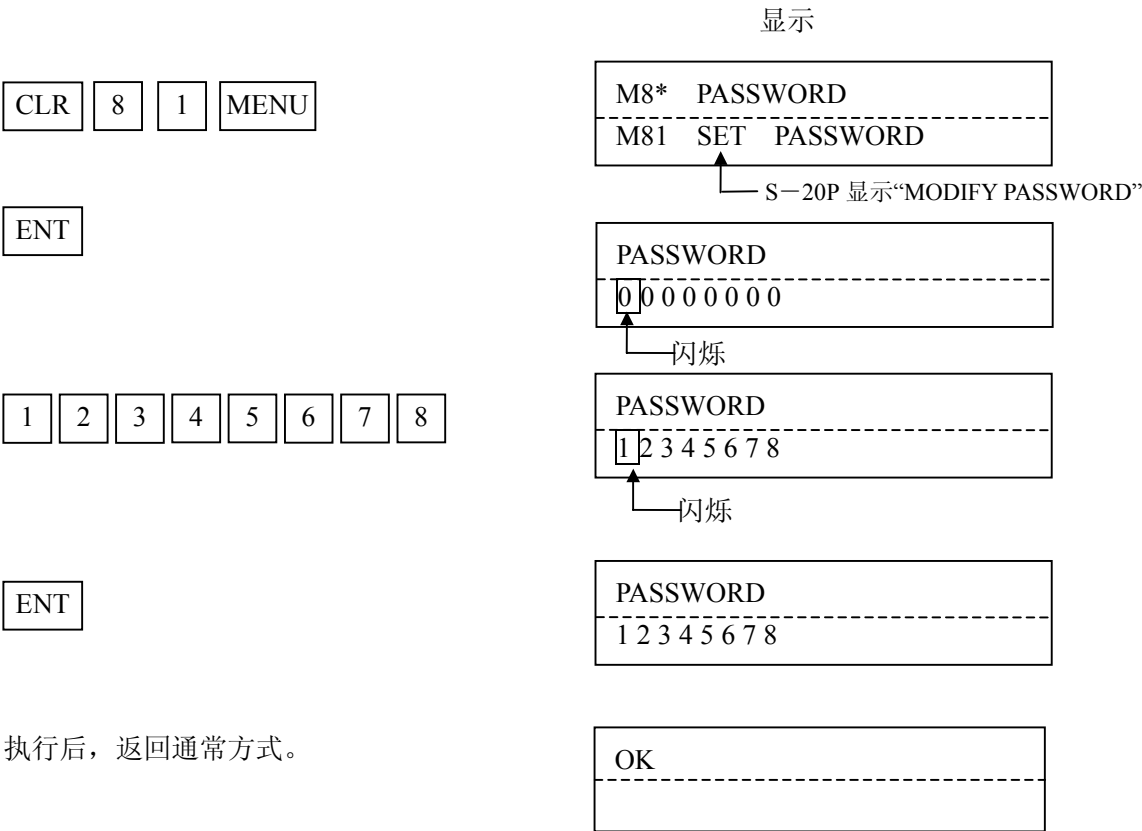 显示
CLR 8 1 MENU
M8* PASSWORD
M81 SET PASSWORD
S－20P 显示“MODIFY PASSWORD”
ENT
PASSWORD
0 0 0 0 0 0 0 0
闪烁
1 2 3 4 5 6 7 8
PASSWORD
1 2 3 4 5 6 7 8
闪烁
ENT
PASSWORD
1 2 3 4 5 6 7 8
执行后，返回通常方式。
OK